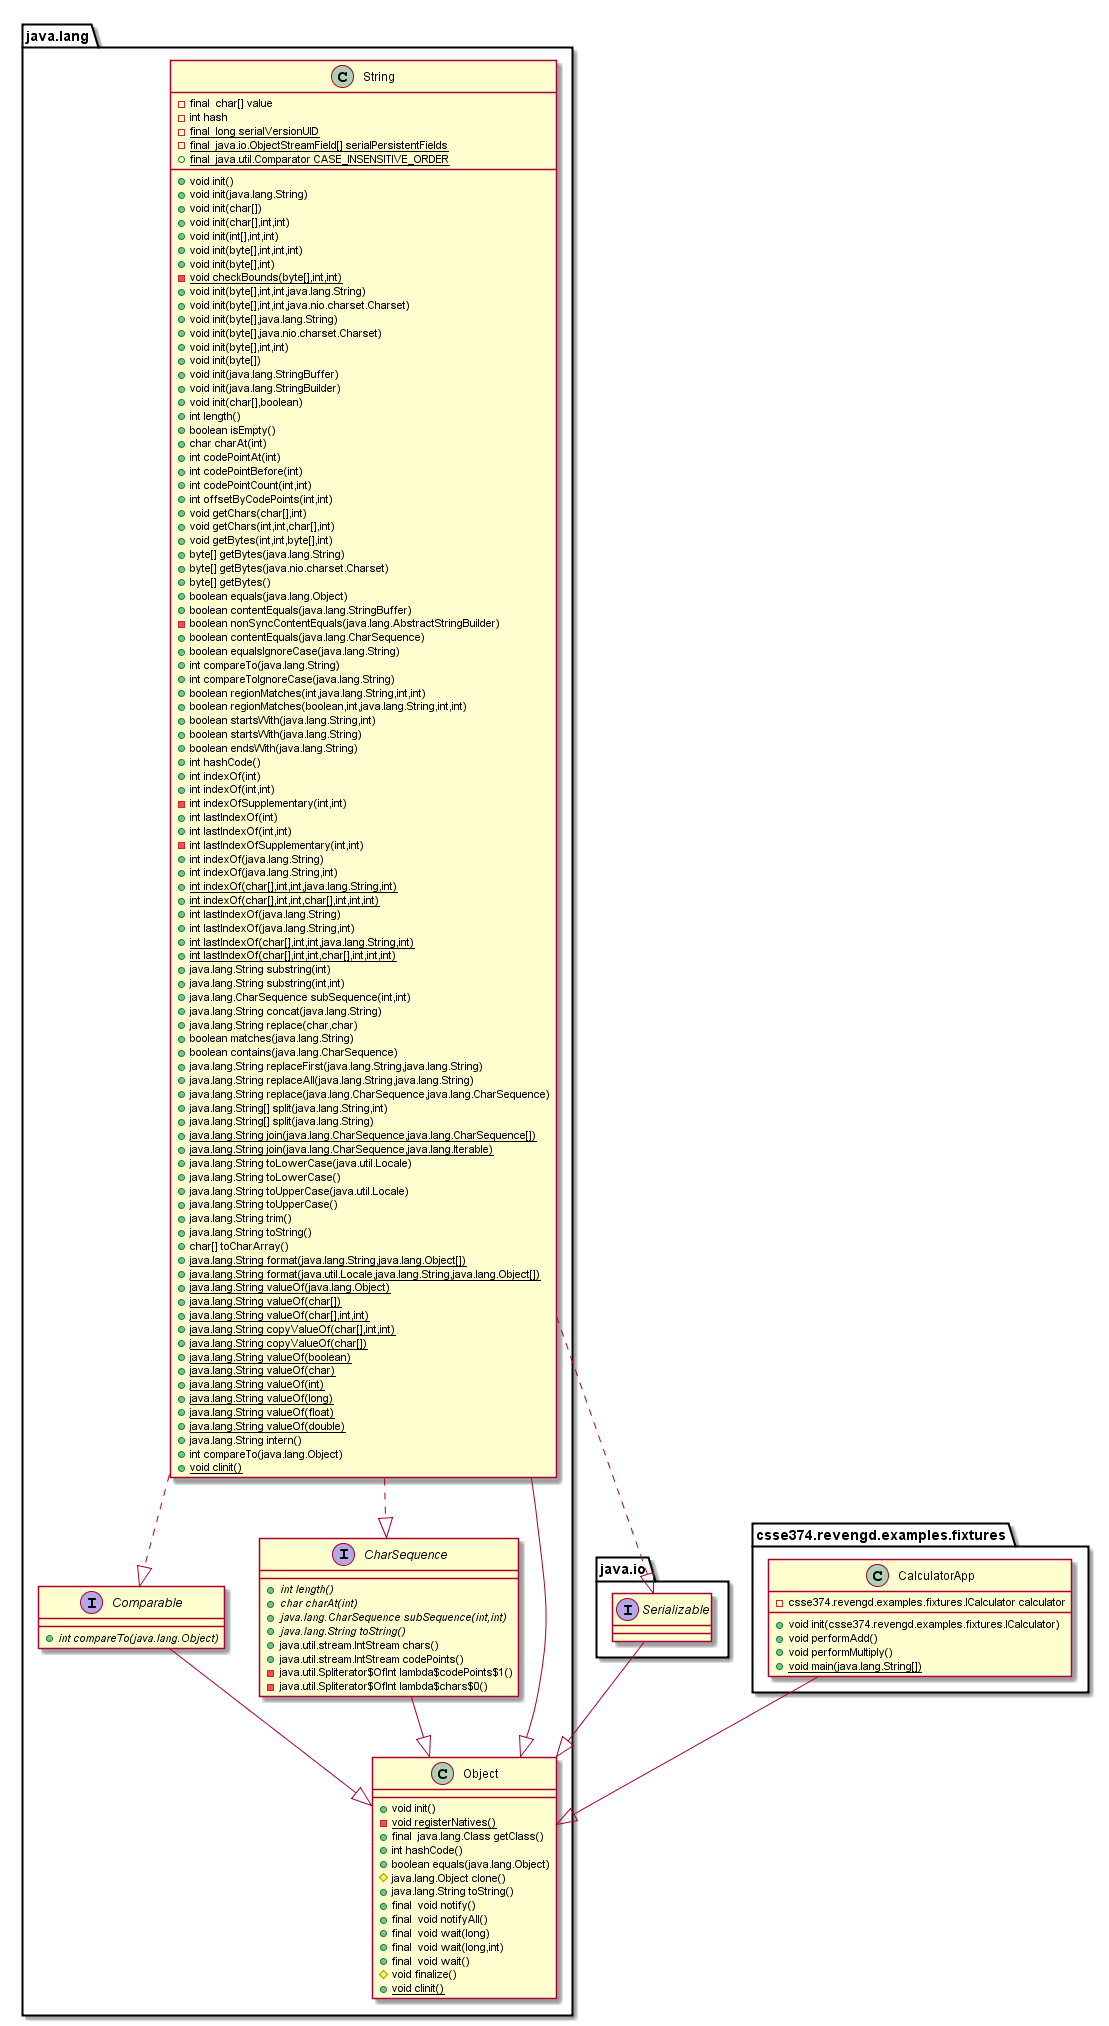 java.lang
C String
final char[] value
int hash
final long serialVersionUID
final java.io.ObjectStreamField[] serialPersistentFields
final java.util.Comparator CASE_INSENSITIVE_ORDER
void init()
void init(java.lang.String)
void init(char[])
void init(char[],int,int)
void init(int[],int,int)
void init(byte[],int,int,int)
void init(byte[],int)
void checkBounds(byte[],int,int)
void init(byte[],int,int,java.lang.String)
void init(byte[],int,int,java.nio.charset.Charset)
void init(byte[],java.lang.String)
void init(byte[],java.nio.charset.Charset)
void init(byte[],int,int)
void init(byte[])
void init(java.lang.StringBuffer)
void init(java.lang.StringBuilder)
void init(char[],boolean)
int length()
boolean isEmpty()
char charAt(int)
int codePointAt(int)
int codePointBefore(int)
int codePointCount(int,int)
int offsetByCodePoints(int,int)
void getChars(char[],int)
void getChars(int,int,char[],int)
void getBytes(int,int,byte[],int)
byte[] getBytes(java.lang.String)
byte[] getBytes(java.nio.charset.Charset)
byte[] getBytes()
boolean equals(java.lang.Object)
boolean contentEquals(java.lang.StringBuffer)
boolean nonSyncContentEquals(java.lang.AbstractStringBuilder)
boolean contentEquals(java.lang.CharSequence)
boolean equalsIgnoreCase(java.lang.String)
int compareTo(java.lang.String)
int compareToIgnoreCase(java.lang.String)
boolean regionMatches(int,java.lang.String,int,int)
boolean regionMatches(boolean,int,java.lang.String,int,int)
boolean startsWith(java.lang.String,int)
boolean startsWith(java.lang.String)
boolean endsWith(java.lang.String)
int hashCode()
int indexOf(int)
int indexOf(int,int)
int indexOfSupplementary(int,int)
int lastIndexOf(int)
int lastIndexOf(int,int)
int lastIndexOfSupplementary(int,int)
int indexOf(java.lang.String)
int indexOf(java.lang.String,int)
int indexOf(char[],int,int,java.lang.String,int)
int indexOf(char[],int,int,char[],int,int,int)
int lastIndexOf(java.lang.String)
int lastIndexOf(java.lang.String,int)
int lastIndexOf(char[],int,int,java.lang.String,int)
int lastIndexOf(char[],int,int,char[],int,int,int)
java.lang.String substring(int)
java.lang.String substring(int,int)
java.lang.CharSequence subSequence(int,int)
java.lang.String concat(java.lang.String)
java.lang.String replace(char,char)
boolean matches(java.lang.String)
boolean contains(java.lang.CharSequence)
java.lang.String replaceFirst(java.lang.String,java.lang.String)
java.lang.String replaceAll(java.lang.String,java.lang.String)
java.lang.String replace(java.lang.CharSequence,java.lang.CharSequence)
java.lang.String[] split(java.lang.String,int)
java.lang.String[] split(java.lang.String)
java.lang.String join(java.lang.CharSequence,java.lang.CharSequence[])
java.lang.String join(java.lang.CharSequence,java.lang.Iterable)
java.lang.String toLowerCase(java.util.Locale)
java.lang.String toLowerCase()
java.lang.String toUpperCase(java.util.Locale)
java.lang.String toUpperCase()
java.lang.String trim()
java.lang.String toString()
char[] toCharArray()
java.lang.String format(java.lang.String,java.lang.Object[])
java.lang.String format(java.util.Locale,java.lang.String,java.lang.Object[])
java.lang.String valueOf(java.lang.Object)
java.lang.String valueOf(char[])
java.lang.String valueOf(char[],int,int)
java.lang.String copyValueOf(char[],int,int)
java.lang.String copyValueOf(char[])
java.lang.String valueOf(boolean)
java.lang.String valueOf(char)
java.lang.String valueOf(int)
java.lang.String valueOf(long)
java.lang.String valueOf(float)
java.lang.String valueOf(double)
java.lang.String intern()
int compareTo(java.lang.Object)
void clinit()
I Comparable
int compareTo(java.lang.Object)
I CharSequence
int length()
char charAt(int)
java.lang.CharSequence subSequence(int,int)
java.lang.String toString()
java.util.stream.IntStream chars()
java.util.stream.IntStream codePoints()
java.util.Spliterator$OfInt lambda$codePoints$1()
java.util.Spliterator$OfInt lambda$chars$0()
java.io
I Serializable
csse374.revengd.examples.fixtures
C CalculatorApp
csse374.revengd.examples.fixtures.ICalculator calculator
void init(csse374.revengd.examples.fixtures.ICalculator)
void performAdd()
void performMultiply()
void main(java.lang.String[])
C Object
void init()
void registerNatives()
final java.lang.Class getClass()
int hashCode()
boolean equals(java.lang.Object)
java.lang.Object clone()
java.lang.String toString()
final void notify()
final void notifyAll()
final void wait(long)
final void wait(long,int)
final void wait()
void finalize()
void clinit()